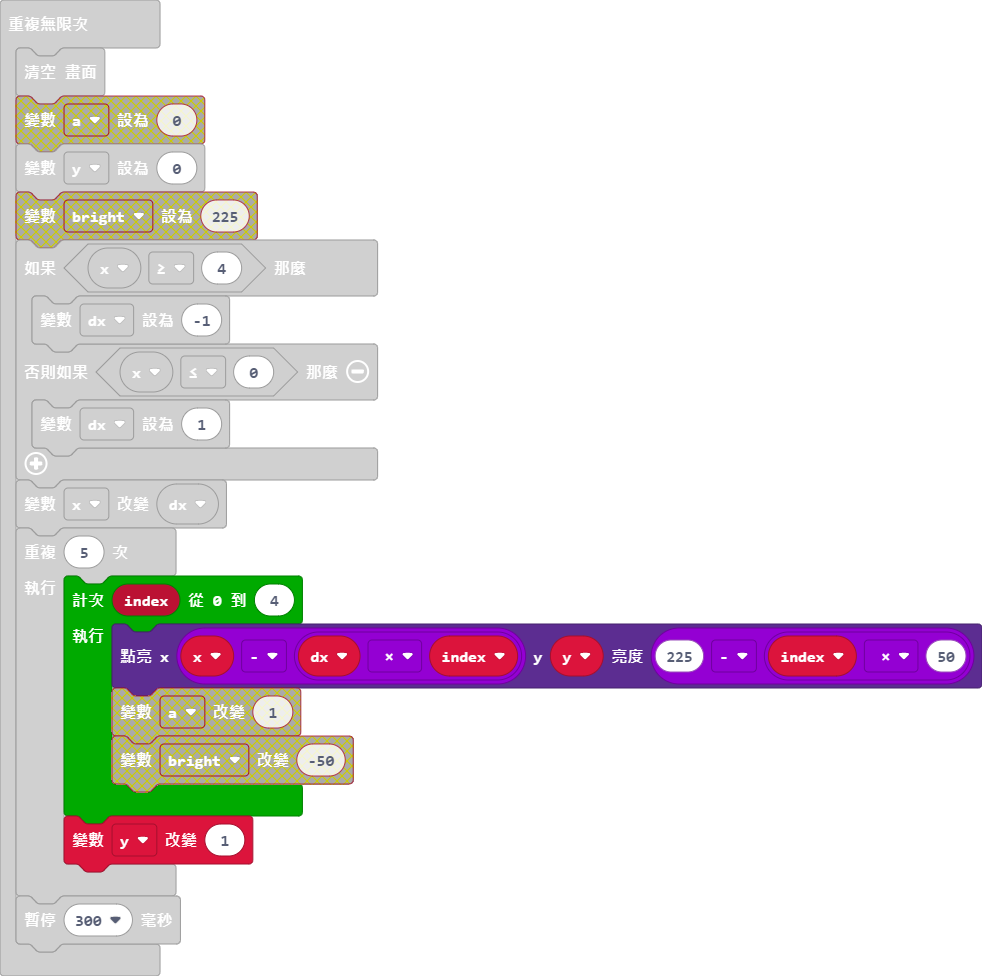 重複無限次
清空 畫面
變數 a 設為 0
變數 y 設為 0
變數 bright 設為 225
如果 x ≥ 4 那麼
變數 dx 設為 -1
否則如果 x ≤ 0 那麼
變數 dx 設為 1
變數 x 改變 dx
重複 5 次
執行
計次 index 從 0 到 4
執行
點亮 x x - dx × index y y 亮度 225 - index × 50
變數 a 改變 1
變數 bright 改變 -50
變數 y 改變 1
暫停 300 毫秒